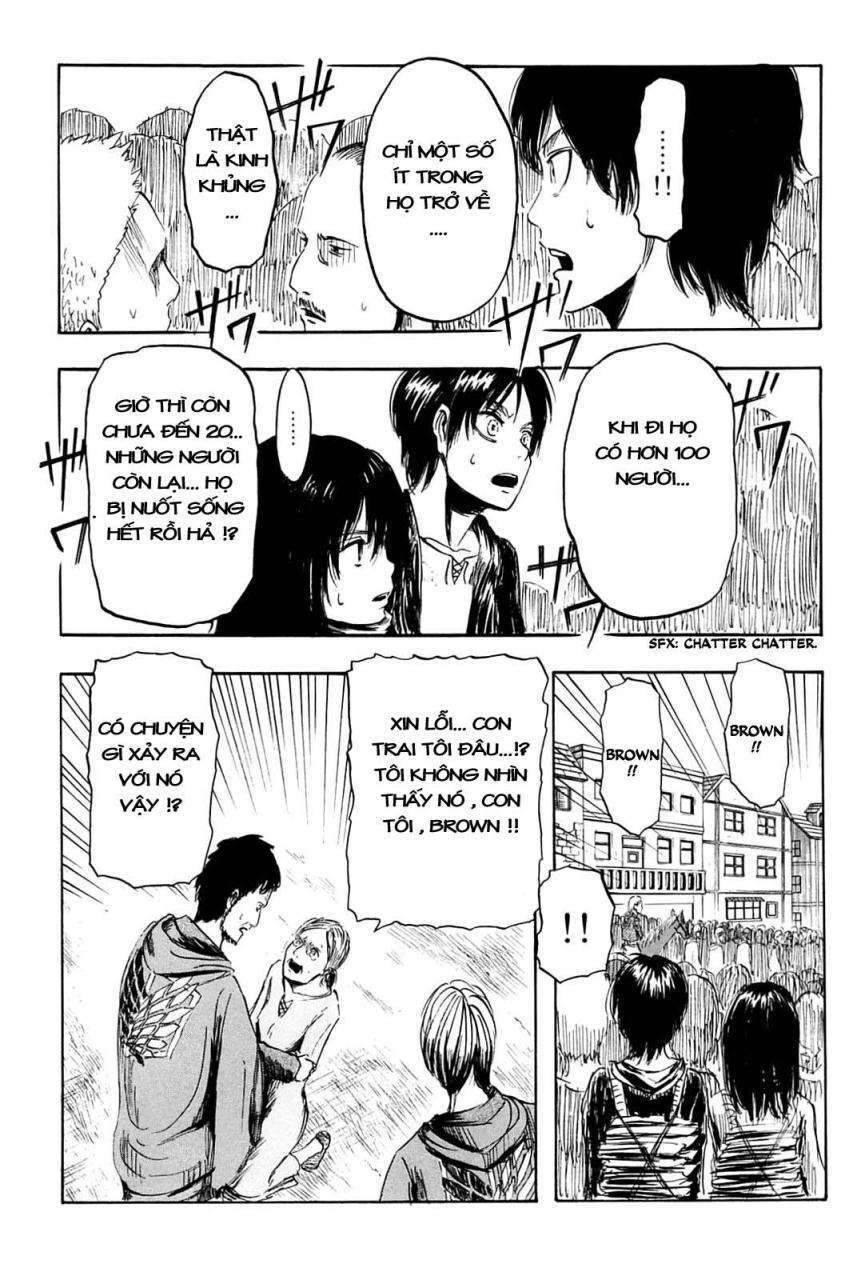 ......!!
CHỈ MỘT SỐ
ÍT TRONG
HỌ TRỞ VỀ
....
THẬT
LÀ KINH
KHỦNG
...
KHI ĐI HỌ
CÓ HƠN 100
NGƯỜI...
......
GIỜ THÌ CÒN
CHƯA ĐẾN 20...
NHỮNG NGƯỜI
CÒN LẠI... HỌ
BỊ NUỐT SỐNG
HẾT RỒI HẢ !?
SFX: CHATTER CHATTER.
BROWN
!!
BROWN
!!
!!
XIN LỖI... CON
TRAI TÔI ĐÂU...!?
TÔI KHÔNG NHÌN
THẤY NÓ , CON
TÔI , BROWN !!
CÓ CHUYỆN
GÌ XẢY RA
VỚI NÓ
VẬY !?